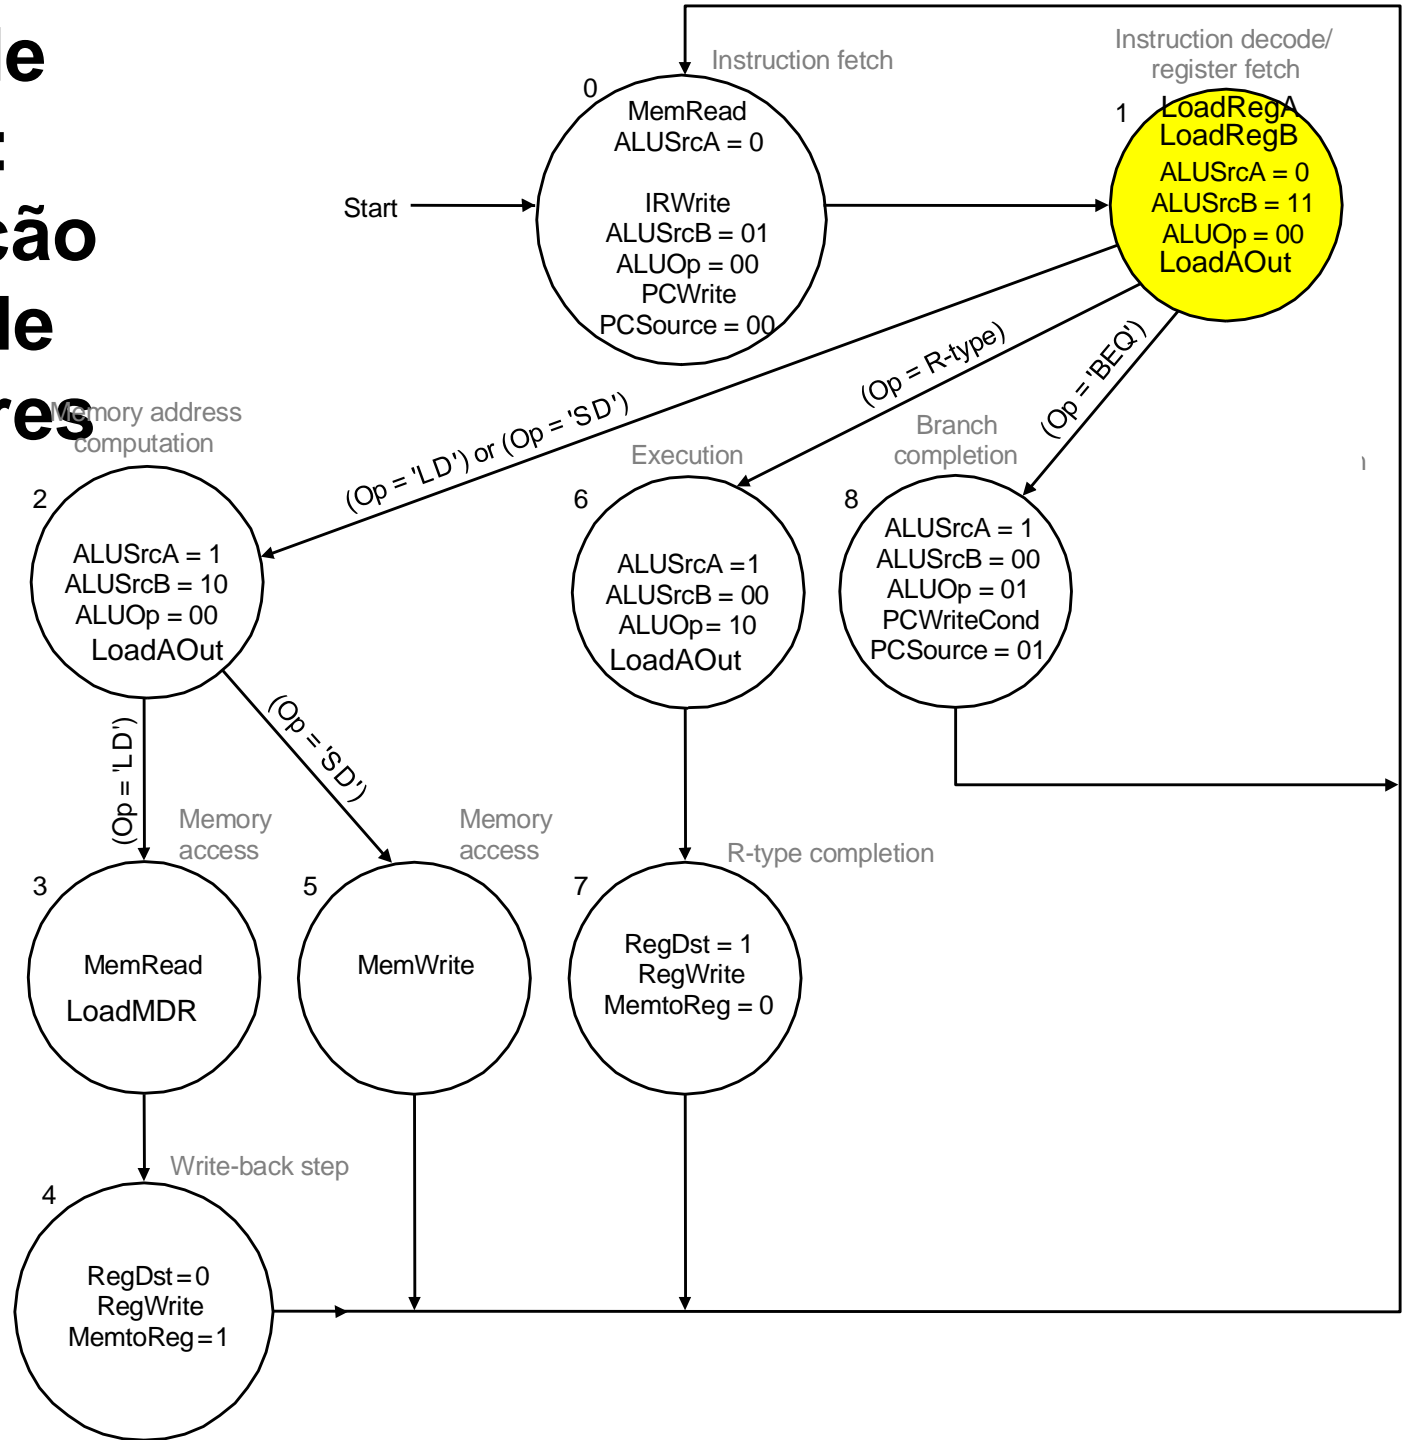 le
:
ção
le
res
Instruction fetch
0
MemRead
ALUSrcA = 0
IRWrite
ALUSrcB = 01
ALUOp = 00
PCWrite
PCSource = 00
Start
Instruction decode/
register fetch
1
LoadRegA
LoadRegB
ALUSrcA = 0
ALUSrcB = 11
ALUOp = 00
LoadAOut
(Op = 'LD') or (Op = 'SD')
(Op = R-type)
(Op = 'BEQ')
Memory address
computation
2
ALUSrcA = 1
ALUSrcB = 10
ALUOp = 00
LoadAOut
Execution
6
ALUSrcA =1
ALUSrcB = 00
ALUOp= 10
LoadAOut
Branch
completion
8
ALUSrcA = 1
ALUSrcB = 00
ALUOp = 01
PCWriteCond
PCSource = 01
(Op = 'LD')
(Op = 'SD')
Memory
access
3
MemRead
LoadMDR
Memory
access
5
MemWrite
R-type completion
7
RegDst = 1
RegWrite
MemtoReg = 0
Write-back step
4
RegDst=0
RegWrite
MemtoReg=1